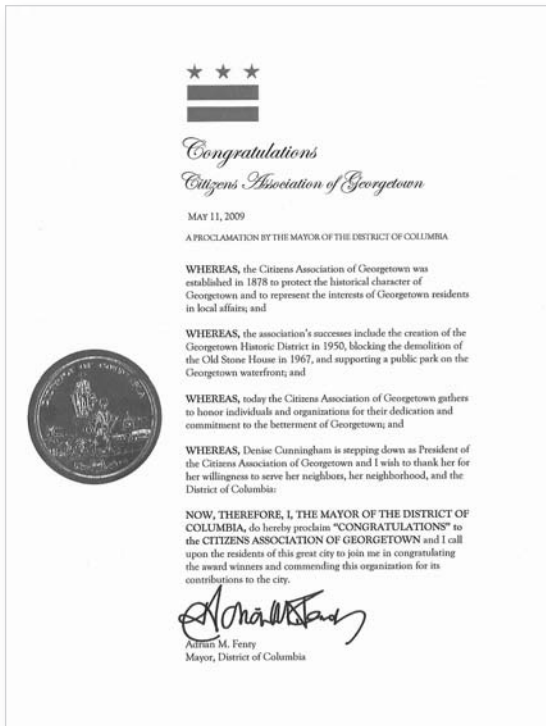 Congratulations
Citizens Association of Georgetown
MAY 11, 2009
A PROCLAMATION BY THE MAYOR OF THE DISTRICT OF COLUMBIA
WHEREAS, the Citizens Association of Georgetown was
established in 1878 to protect the historical character of
Georgetown and to represent the interests of Georgetown residents
in local affairs; and
WHEREAS, the association's successes include the creation of the
Georgetown Historic District in 1950, blocking the demolition of
the Old Stone House in 1967, and supporting a public park on the
Georgetown waterfront; and
WHEREAS, today the Citizens Association of Georgetown gathers
to honor individuals and organizations for their dedication and
commitment to the betterment of Georgetown; and
WHEREAS, Denise Cunningham is stepping down as President of
the Citizens Association of Georgetown and I wish to thank her for
her willingness to serve her neighbors, her neighborhood, and the
District of Columbia:
NOW, THEREFORE, I, THE MAYOR OF THE DISTRICT OF
COLUMBIA, do hereby proclaim "CONGRATULATIONS" to
the CITIZENS ASSOCIATION OF GEORGETOWN and I call
upon the residents of this great city to join me in congratulating
the award winners and commending this organization for its
contributions to the city.
Adrian M. Fenty
Mayor, District of Columbia